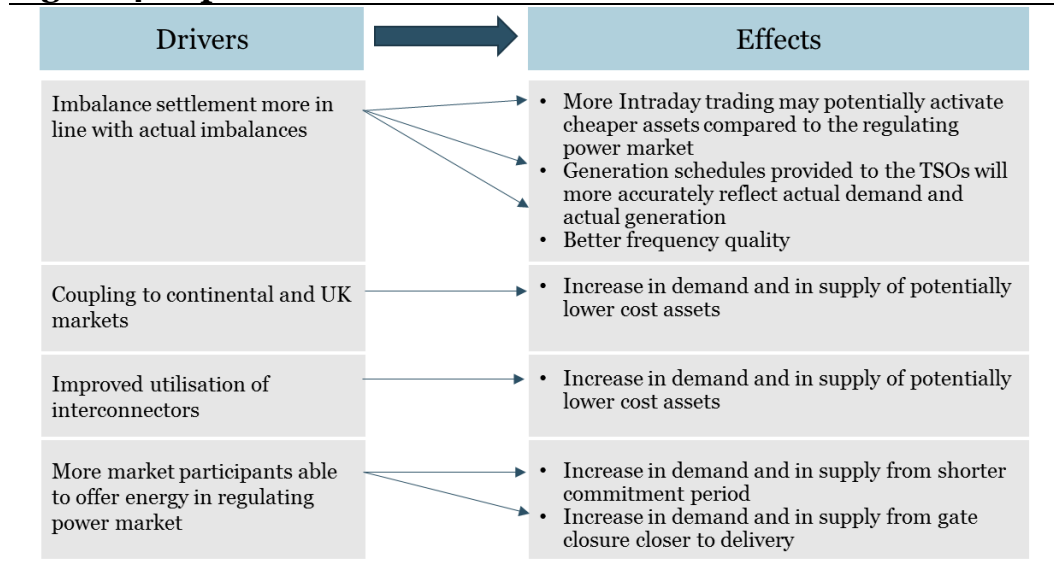 Drivers
Effects
Imbalance settlement more in
line with actual imbalances
• More Intraday trading may potentially activate
cheaper assets compared to the regulating
power market
• Generation schedules provided to the TSOs will
more accurately reflect actual demand and
actual generation
• Better frequency quality
Coupling to continental and UK
markets
• Increase in demand and in supply of potentially
lower cost assets
Improved utilisation of
interconnectors
• Increase in demand and in supply of potentially
lower cost assets
More market participants able
to offer energy in regulating
power market
• Increase in demand and in supply from shorter
commitment period
• Increase in demand and in supply from gate
closure closer to delivery